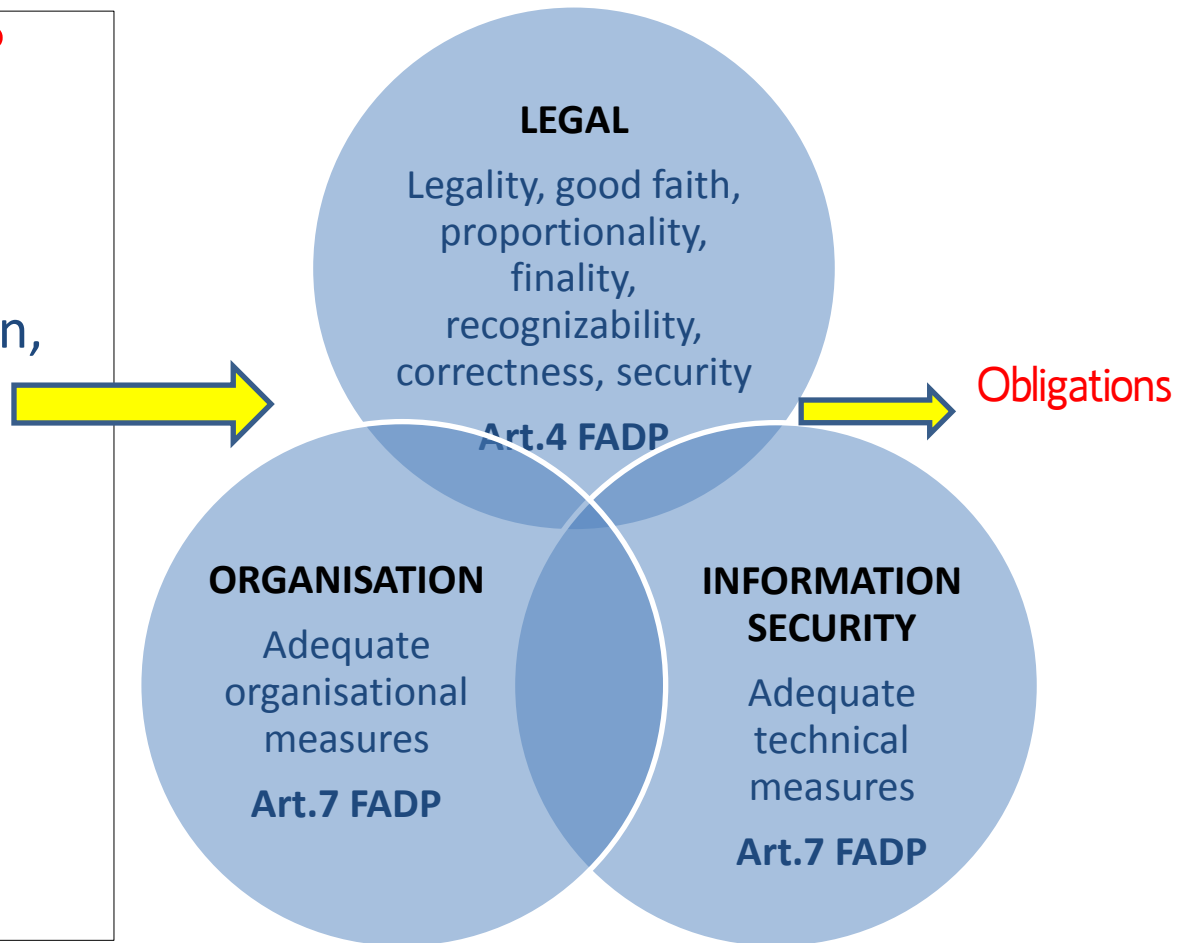 n,
LEGAL
Legality, good faith,
proportionality,
finality,
recognizability,
correctness, security
Art.4 FADP
Obligations
ORGANISATION
Adequate
organisational
measures
Art.7 FADP
INFORMATION
SECURITY
Adequate
technical
measures
Art.7 FADP